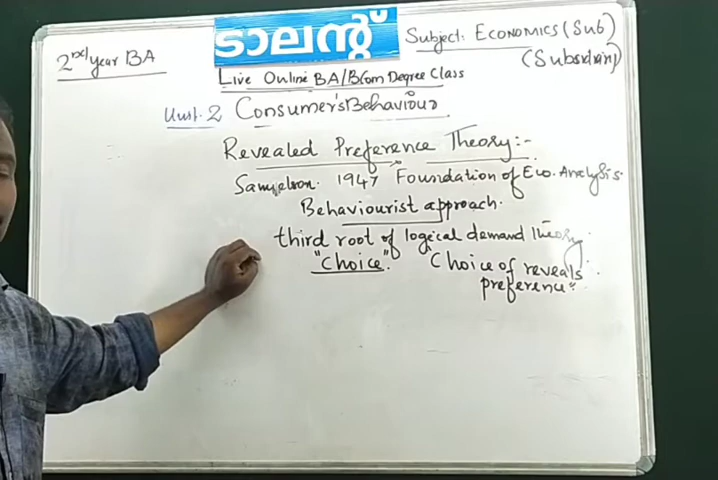 2nd year BA
ടാലന്റ്
Subject: Economics (Sub)
(Subsidiary)
Live Online BA/BCom Degree Class
Unit. 2 Consumer's Behaviour
Revealed Preference Theory:-
Samuelson. 1947 Foundation of Eco. Analysis.
Behaviourist approach.
third root of logical demand theory.
"Choice". "Choice of reveals
preference"